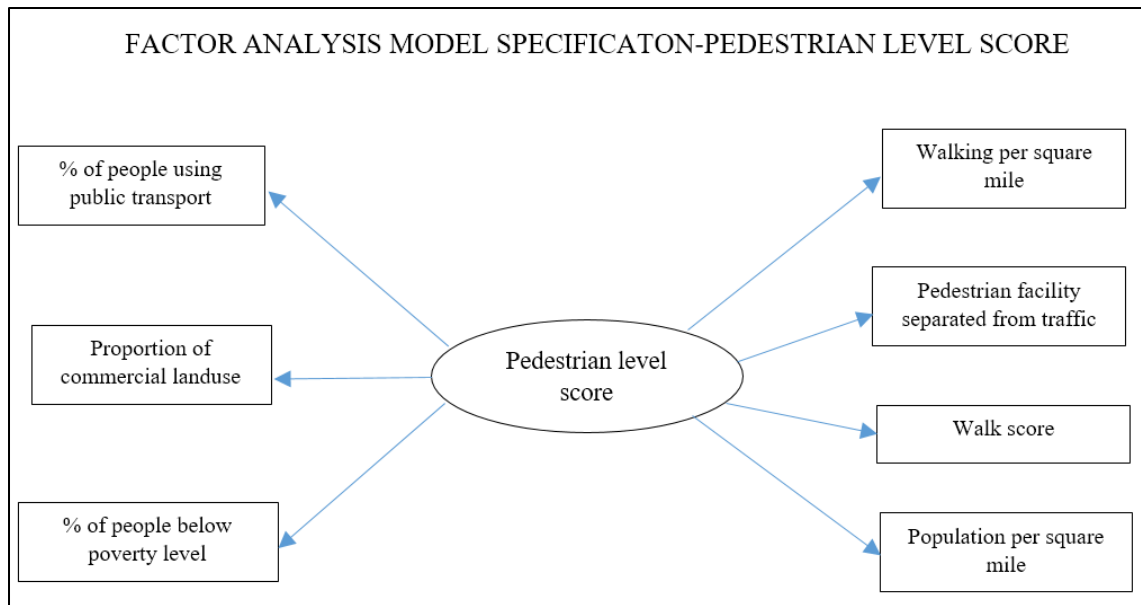 FACTOR ANALYSIS MODEL SPECIFICATON-PEDESTRIAN LEVEL SCORE
% of people using
public transport
Proportion of
commercial landuse
% of people below
poverty level
Pedestrian level
score
Walking per square
mile
Pedestrian facility
separated from traffic
Walk score
Population per square
mile